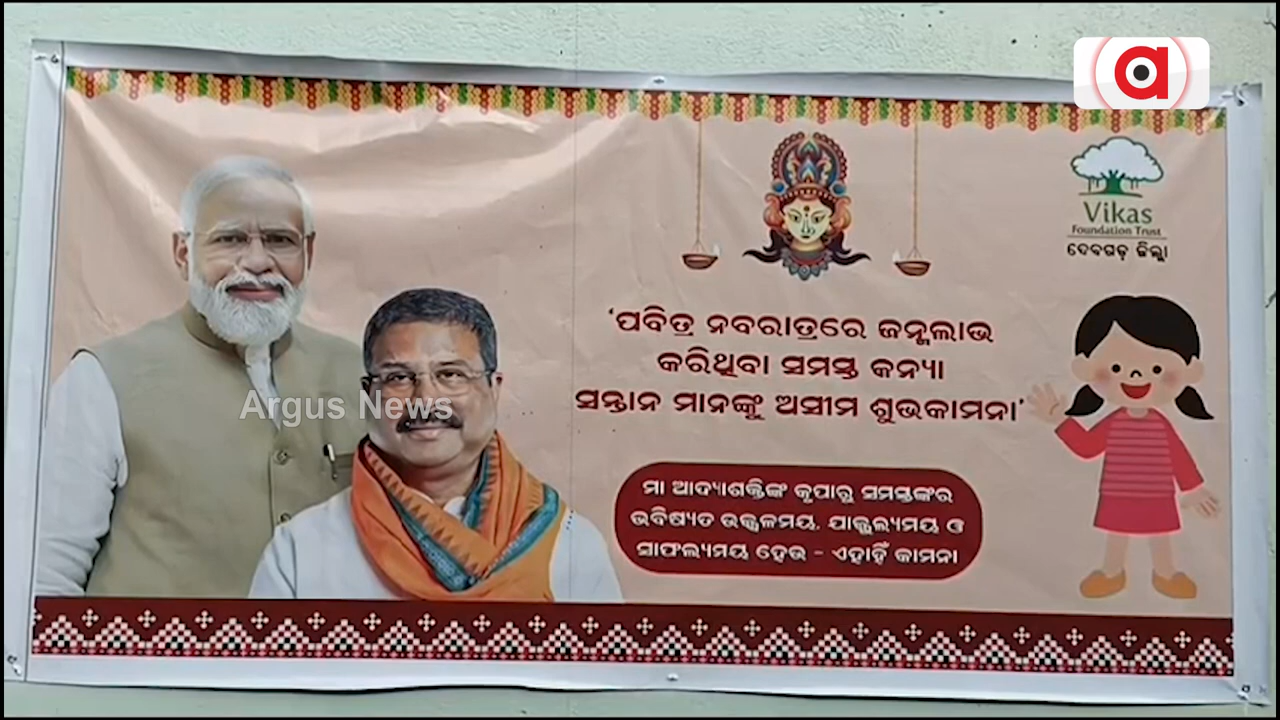 a
Vikas
Foundation Trust
ଦେବଗଡ଼ ଜିଲ୍ଲା
‘ପବିତ୍ର ନବରାତ୍ରରେ ଜନ୍ମଲାଭ
କରିଥିବା ସମସ୍ତ କନ୍ୟା
ସନ୍ତାନ ମାନଙ୍କୁ ଅସୀମ ଶୁଭକାମନା’
Argus News
ମା ଆଦ୍ୟାଶକ୍ତିଙ୍କ କୃପାରୁ ସମସ୍ତଙ୍କର
ଭବିଷ୍ୟତ ଉଜ୍ଜ୍ୱଳମୟ, ଯାଜ୍ଜ୍ୱଲ୍ୟମୟ ଓ
ସାଫଲ୍ୟମୟ ହେଉ - ଏହାହିଁ କାମନା